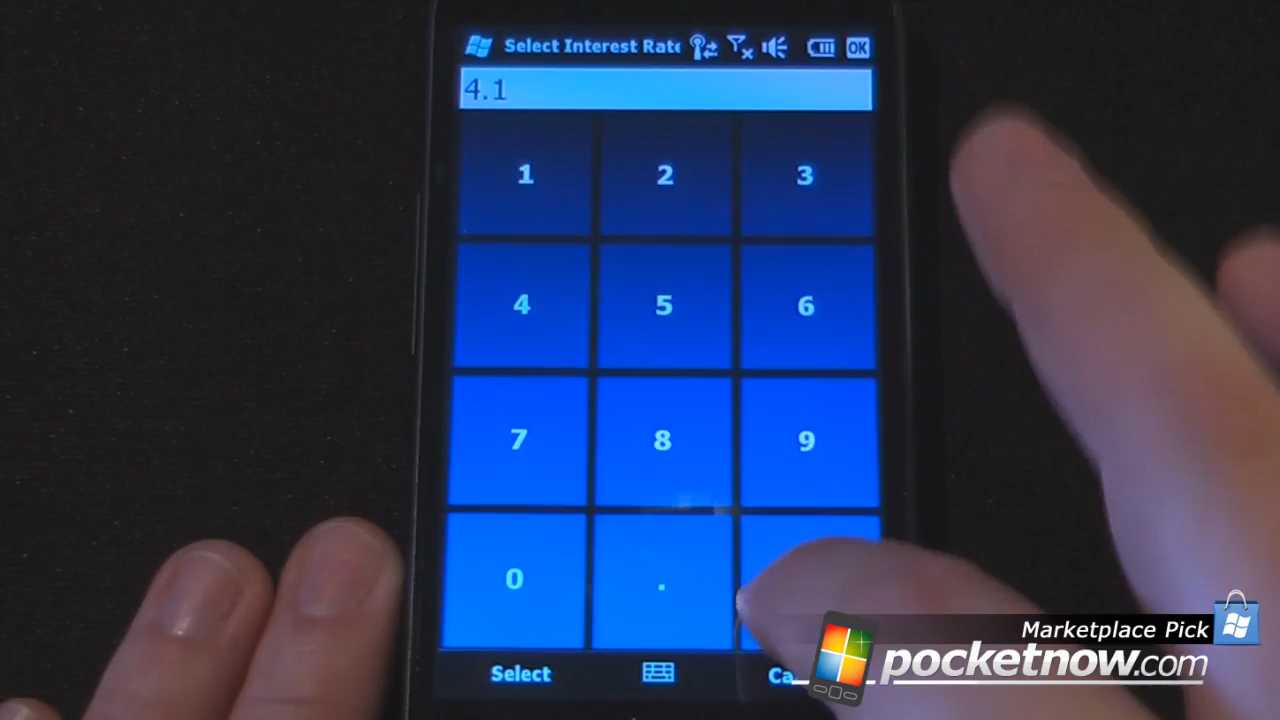 Select Interest Rate
OK
4.1
1 2 3
4 5 6
7 8 9
0 .
Select
Marketplace Pick
pocketnow.com